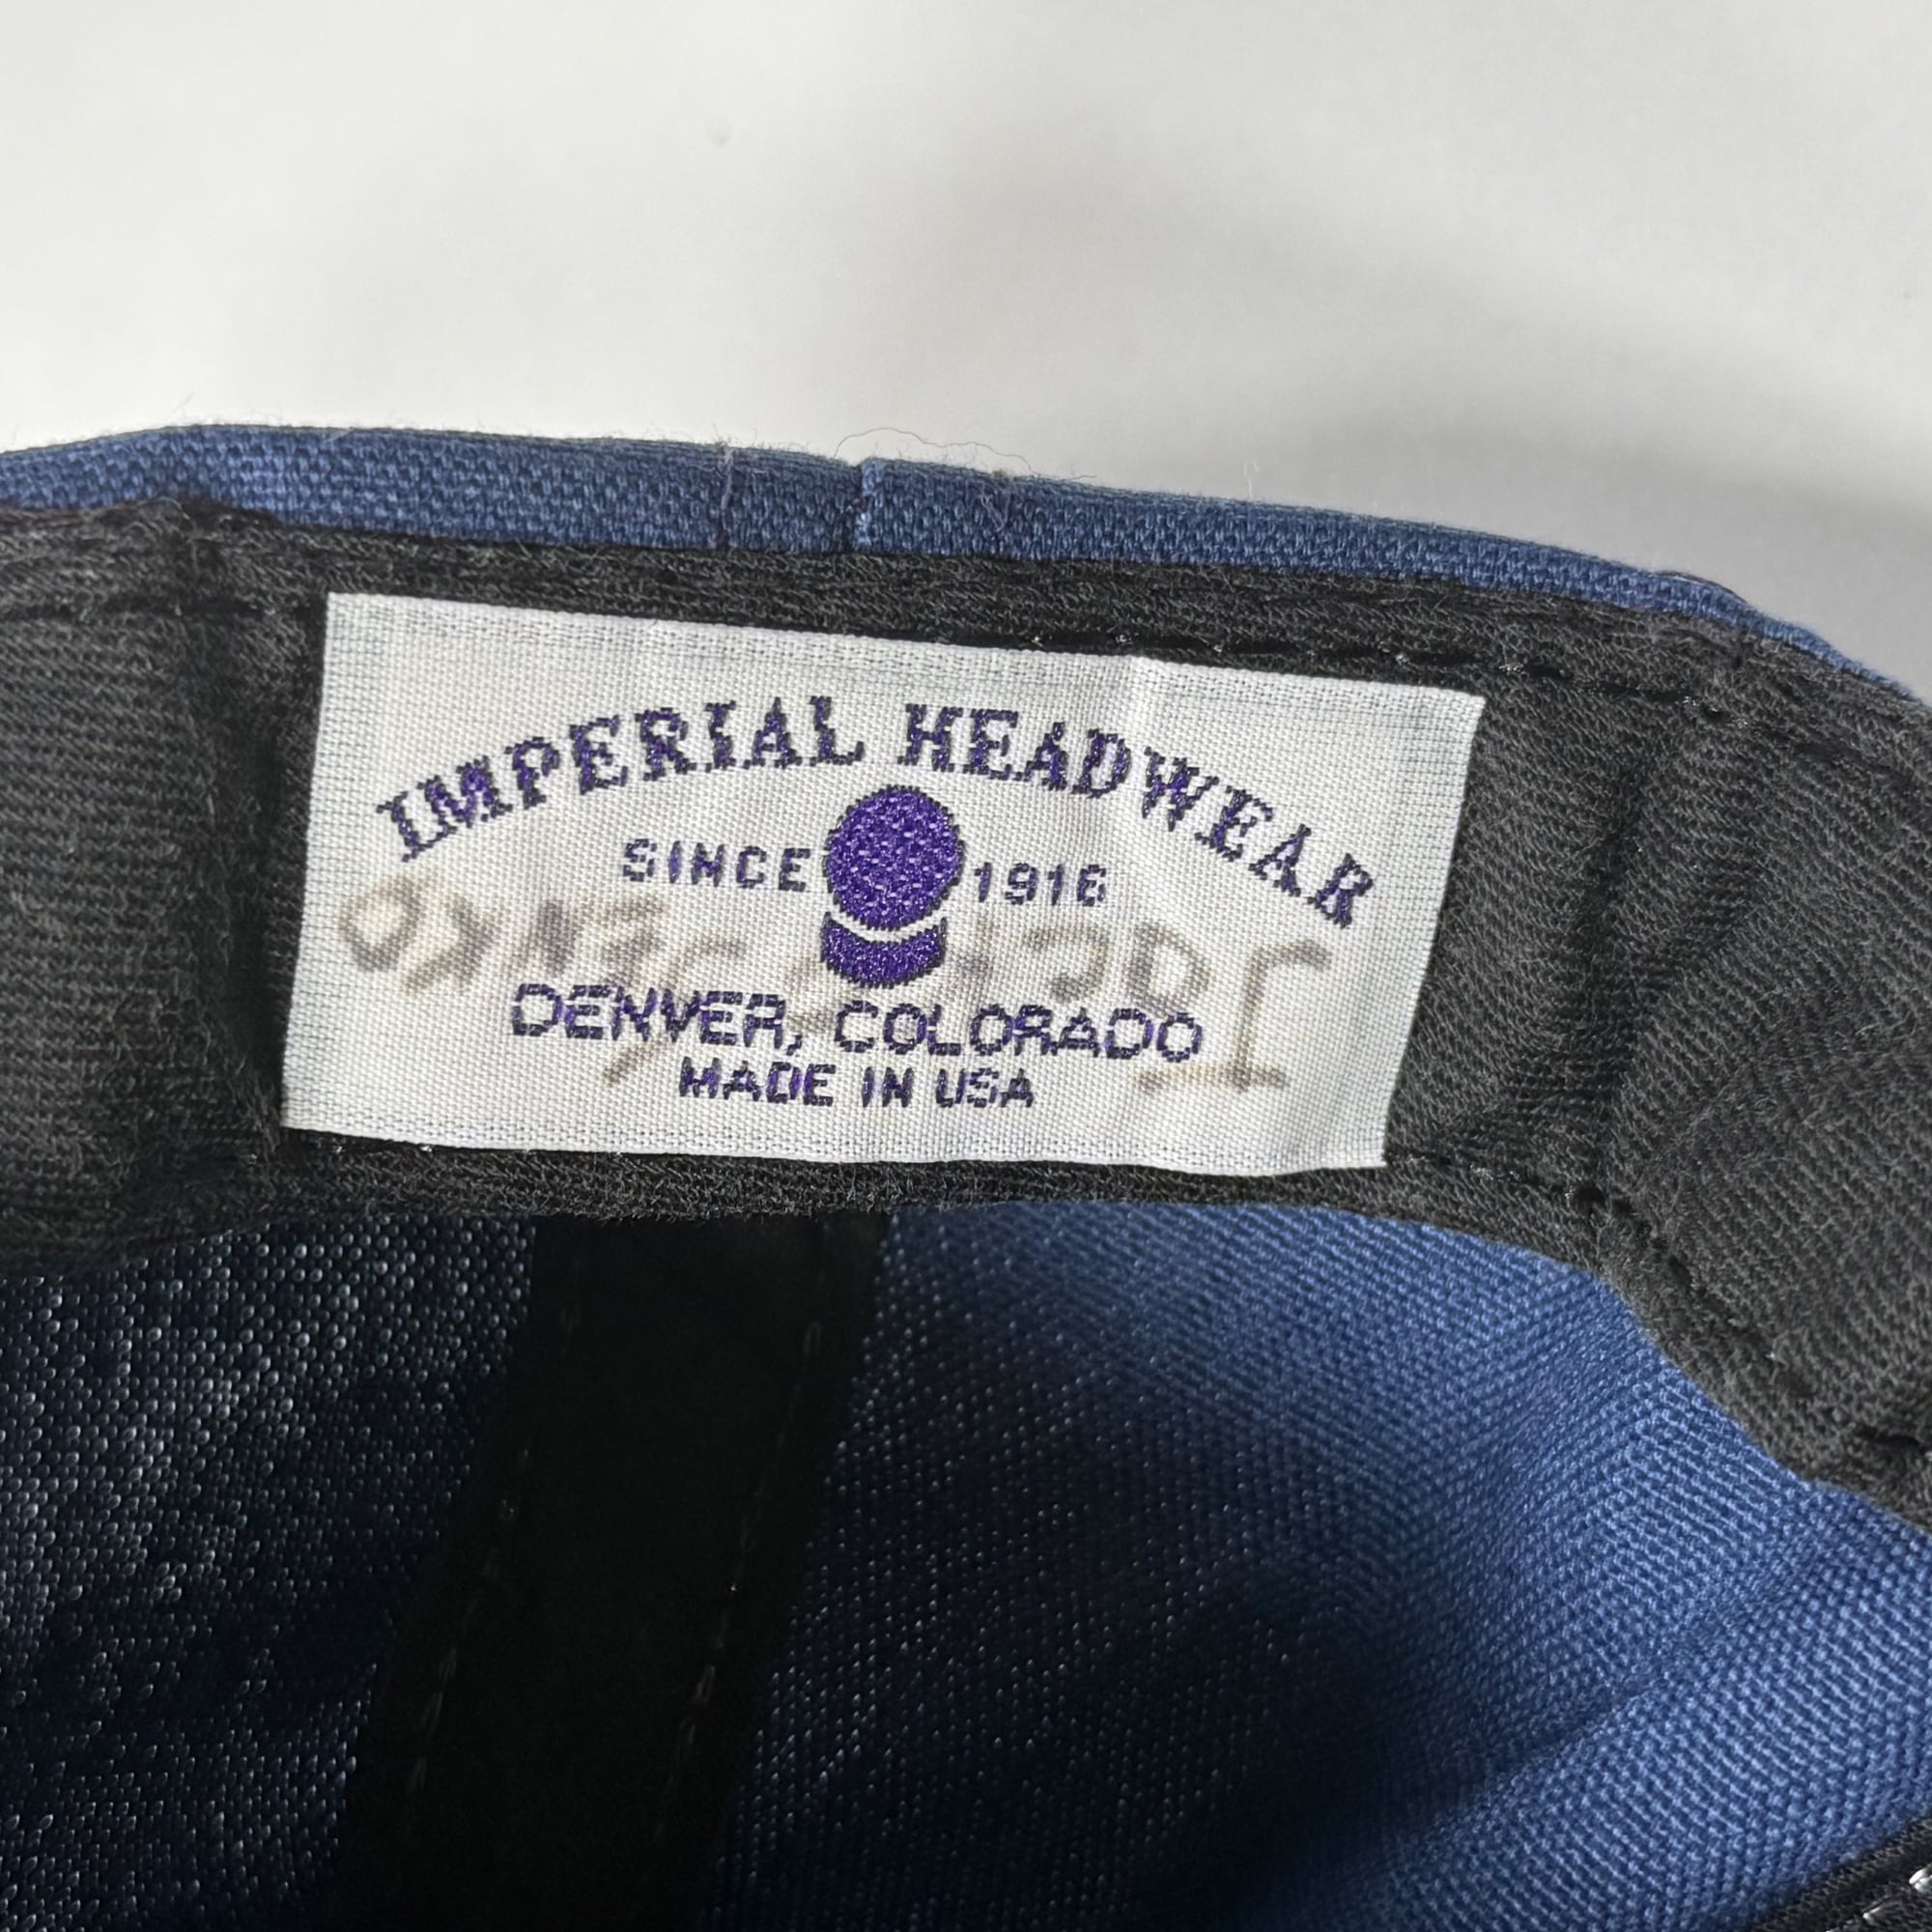 IMPERIAL HEADWEAR
SINCE 1916
DENVER, COLORADO
MADE IN USA